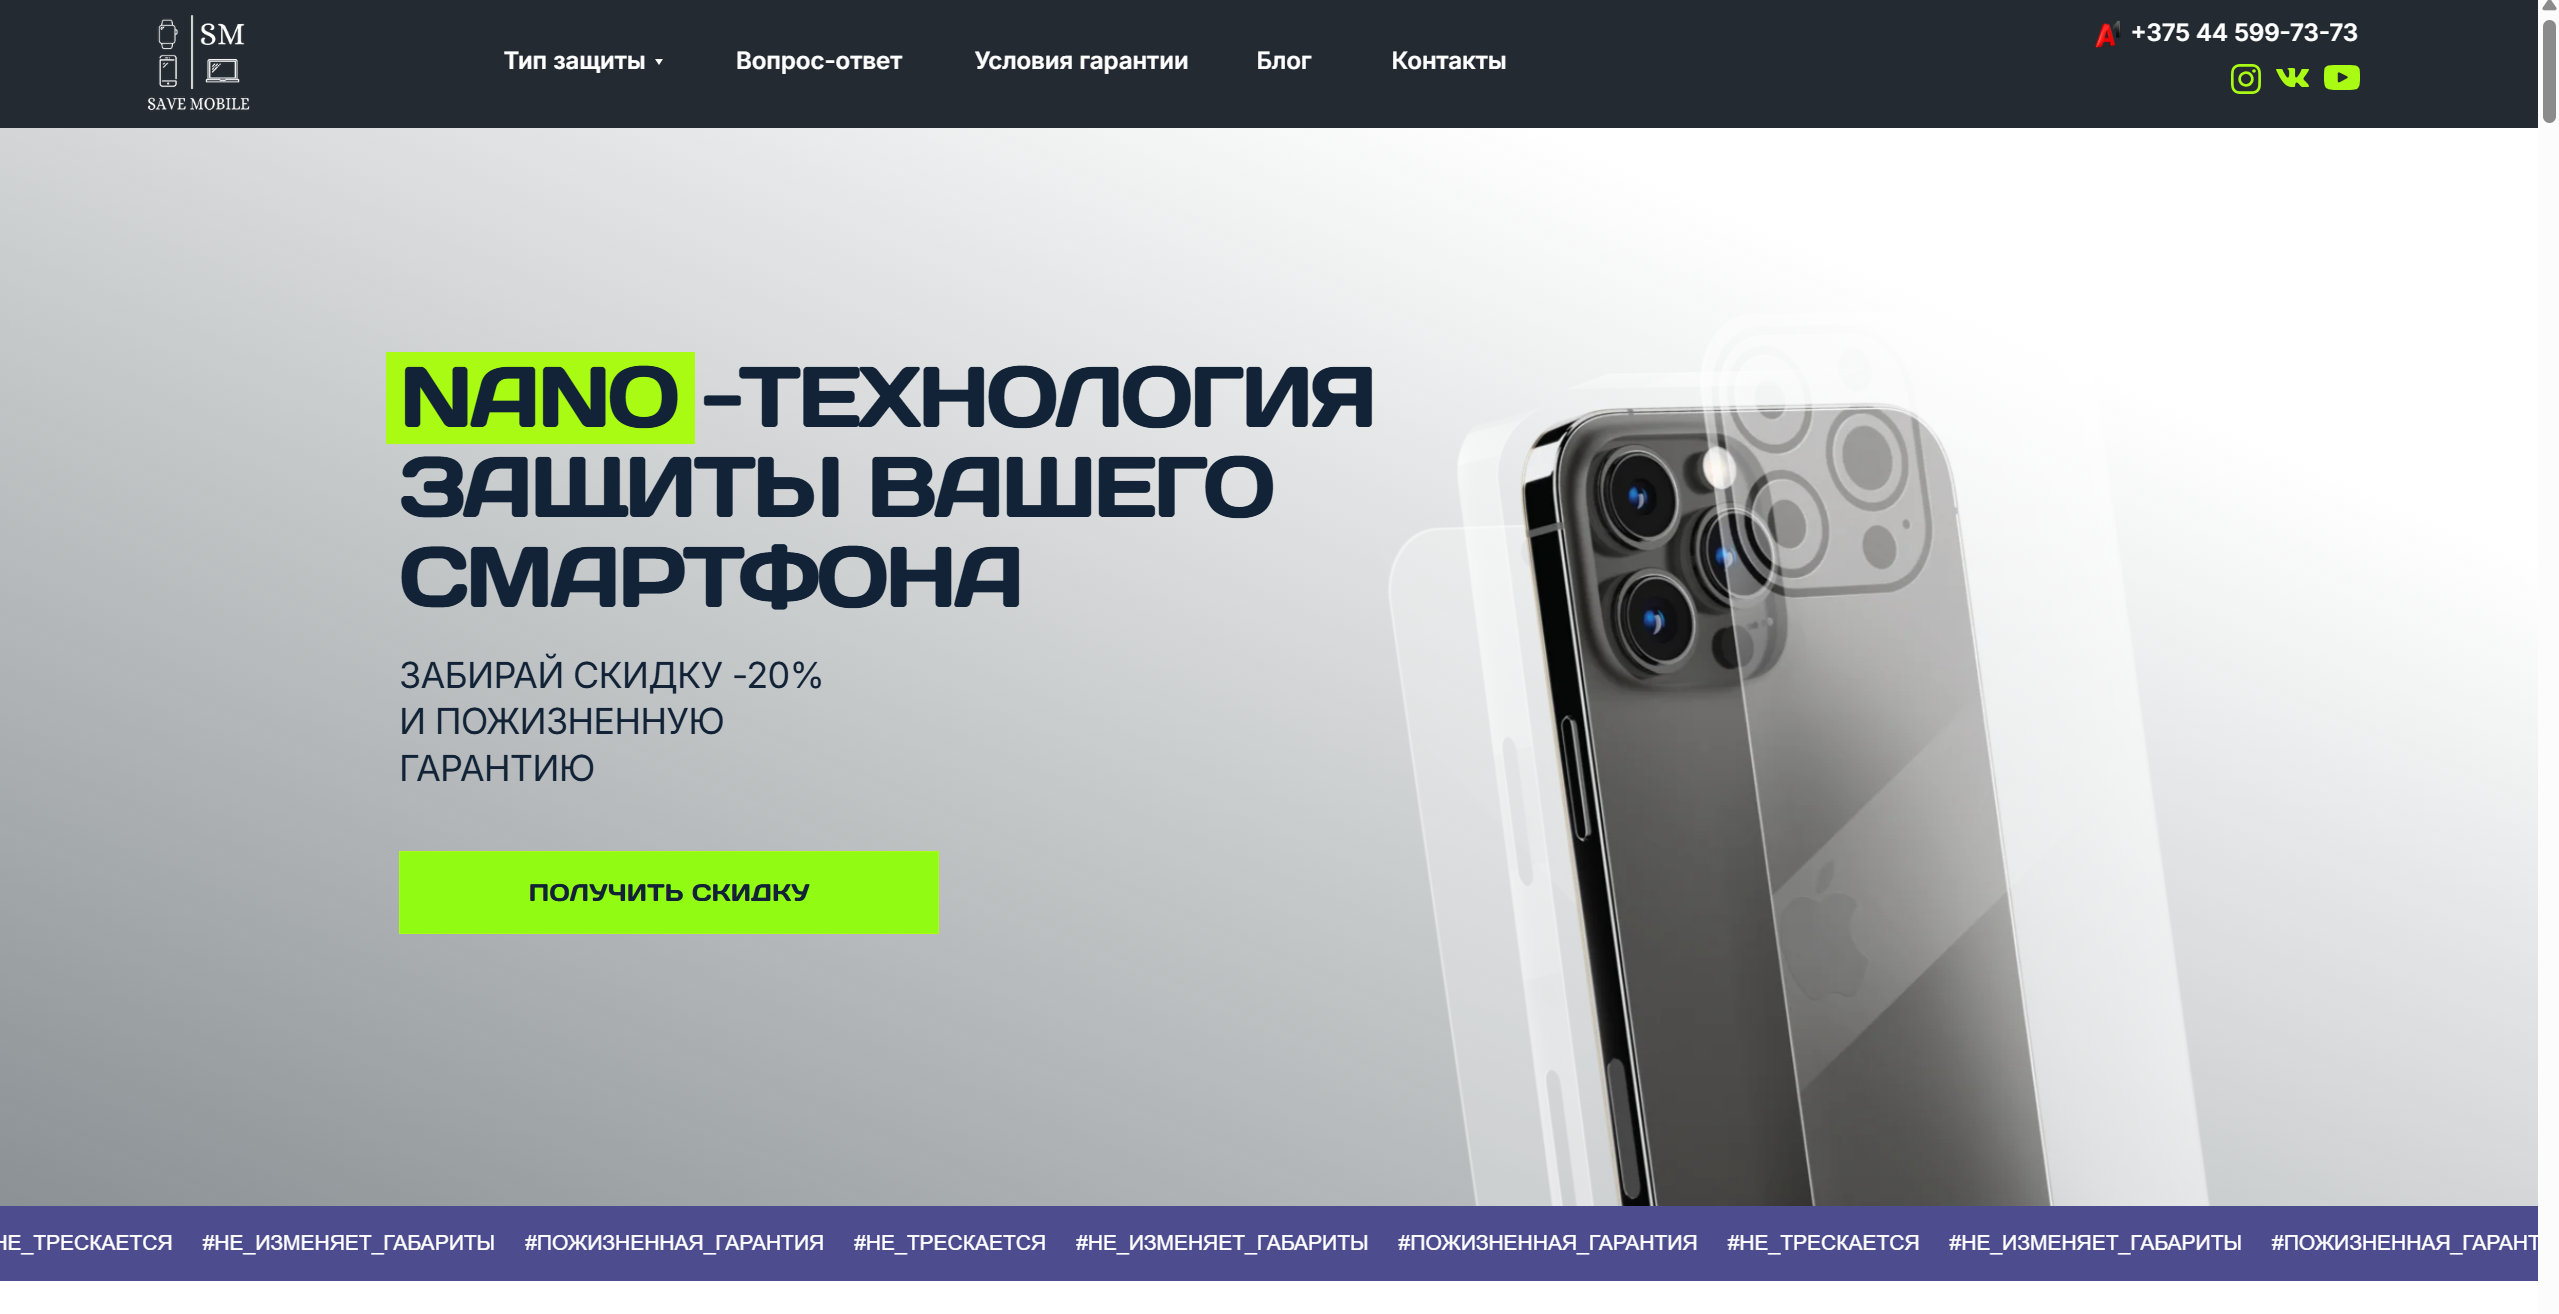 SM
SAVE MOBILE
Тип защиты
Вопрос-ответ
Условия гарантии
Блог
Контакты
+375 44 599-73-73
NANO-ТЕХНОЛОГИЯ
ЗАЩИТЫ ВАШЕГО
СМАРТФОНА
ЗАБИРАЙ СКИДКУ -20%
И ПОЖИЗНЕННУЮ
ГАРАНТИЮ
ПОЛУЧИТЬ СКИДКУ
НЕ_ТРЕСКАЕТСЯ #НЕ_ИЗМЕНЯЕТ_ГАБАРИТЫ #ПОЖИЗНЕННАЯ_ГАРАНТИЯ #НЕ_ТРЕСКАЕТСЯ #НЕ_ИЗМЕНЯЕТ_ГАБАРИТЫ #ПОЖИЗНЕННАЯ_ГАРАНТИЯ #НЕ_ТРЕСКАЕТСЯ #НЕ_ИЗМЕНЯЕТ_ГАБАРИТЫ #ПОЖИЗНЕННАЯ_ГАРАНТ